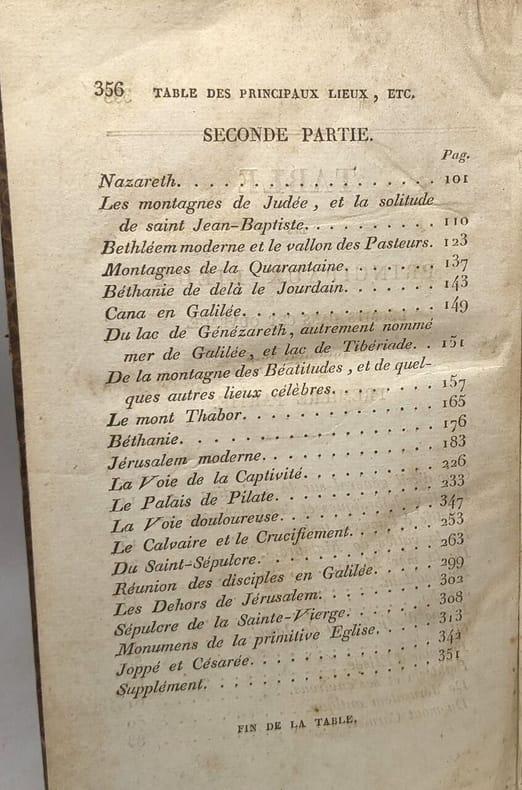 356 TABLE DES PRINCIPAUX LIEUX, ETC.
SECONDE PARTIE.
Pag.
Nazareth. . . . . . . . . . . . . . . . . 101
Les montagnes de Judée, et la solitude
de saint Jean-Baptiste. . . . . . . . . 110
Bethléem moderne et le vallon des Pasteurs. 123
Montagnes de la Quarantaine. . . . . . 137
Béthanie de delà le Jourdain. . . . . . . 143
Cana en Galilée. . . . . . . . . . . . . 149
Du lac de Génézareth, autrement nommé
mer de Galilée, et lac de Tibériade. . 151
De la montagne des Béatitudes, et de quel-
ques autres lieux célèbres. . . . . . . 157
Le mont Thabor. . . . . . . . . . . . . 165
Béthanie. . . . . . . . . . . . . . . . . 176
Jérusalem moderne. . . . . . . . . . . . 183
La Voie de la Captivité. . . . . . . . . 226
Le Palais de Pilate. . . . . . . . . . . 233
La Voie douloureuse. . . . . . . . . . . 347
Le Calvaire et le Crucifiement. . . . . . 253
Du Saint-Sépulcre. . . . . . . . . . . . 263
Réunion des disciples en Galilée. . . . . 299
Les Dehors de Jérusalem. . . . . . . . . 302
Sépulcre de la Sainte-Vierge. . . . . . . 308
Monumens de la primitive Eglise. . . . . 313
Joppé et Césarée. . . . . . . . . . . . . 342
Supplément. . . . . . . . . . . . . . . . 351
FIN DE LA TABLE.